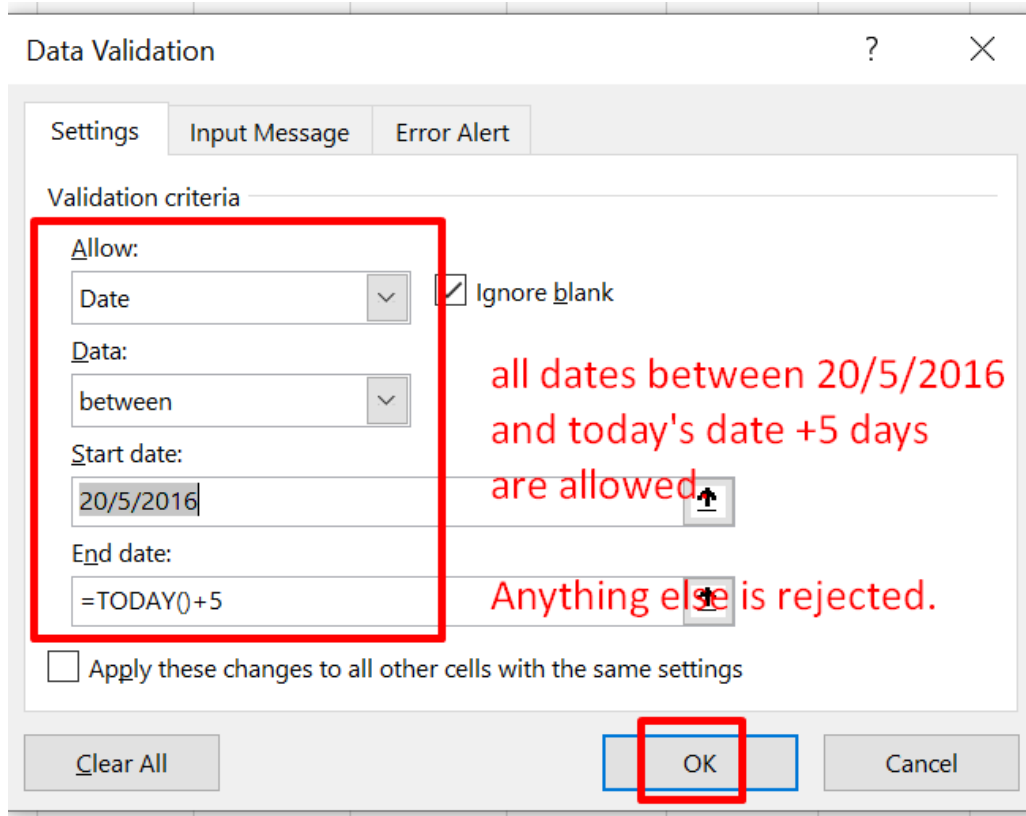 Data Validation
?
Settings
Input Message
Error Alert
Validation criteria
Allow:
Date
Ignore blank
Data:
between
all dates between 20/5/2016
and today's date +5 days
are allowed.
Start date:
20/5/2016
End date:
=TODAY()+5
Anything else is rejected.
Apply these changes to all other cells with the same settings
Clear All
OK
Cancel